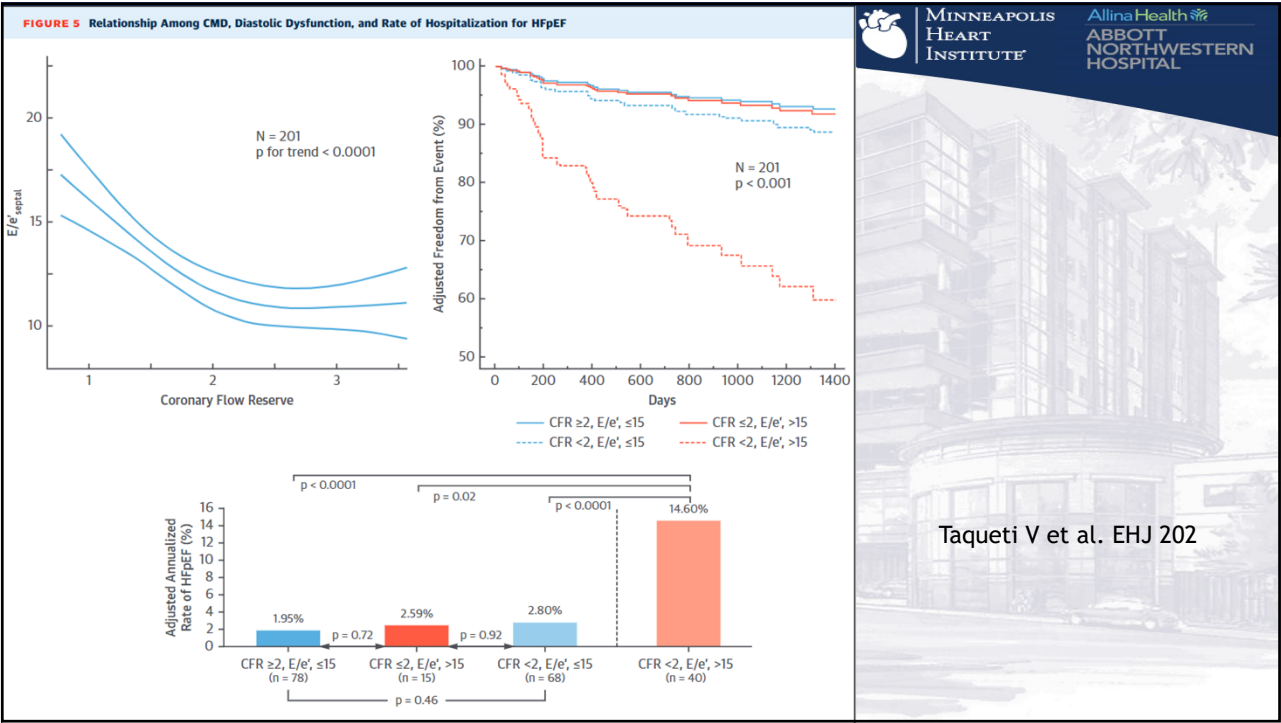 FIGURE 5 Relationship Among CMD, Diastolic Dysfunction, and Rate of Hospitalization for HFpEF
E/e'septal
20
15
10
N = 201
p for trend < 0.0001
1
2
3
Coronary Flow Reserve
Adjusted Freedom from Event (%)
100
90
80
70
60
50
N = 201
p < 0.001
0
200
400
600
800
1000
1200
1400
Days
CFR ≥2, E/e', ≤15
CFR ≤2, E/e', >15
CFR <2, E/e', ≤15
CFR <2, E/e', >15
p < 0.0001
p = 0.02
p < 0.0001
Adjusted Annualized
Rate of HFpEF (%)
16
14
12
10
8
6
4
2
0
1.95%
2.59%
2.80%
14.60%
p = 0.72
p = 0.92
CFR ≥2, E/e', ≤15
(n = 78)
CFR ≤2, E/e', >15
(n = 15)
CFR <2, E/e', ≤15
(n = 68)
CFR <2, E/e', >15
(n = 40)
p = 0.46
MINNEAPOLIS
HEART
INSTITUTE®
Allina Health
ABBOTT
NORTHWESTERN
HOSPITAL
Taqueti V et al. EHJ 202